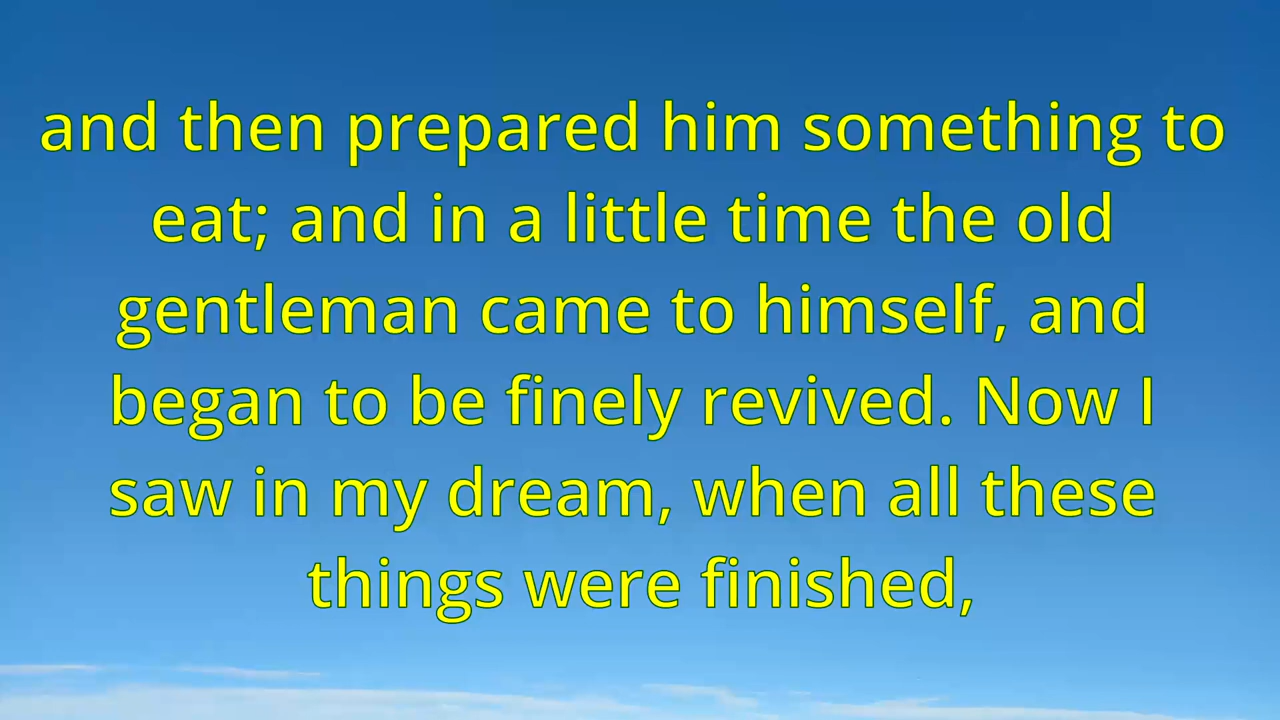 and then prepared him something to
eat; and in a little time the old
gentleman came to himself, and
began to be finely revived. Now I
saw in my dream, when all these
things were finished,